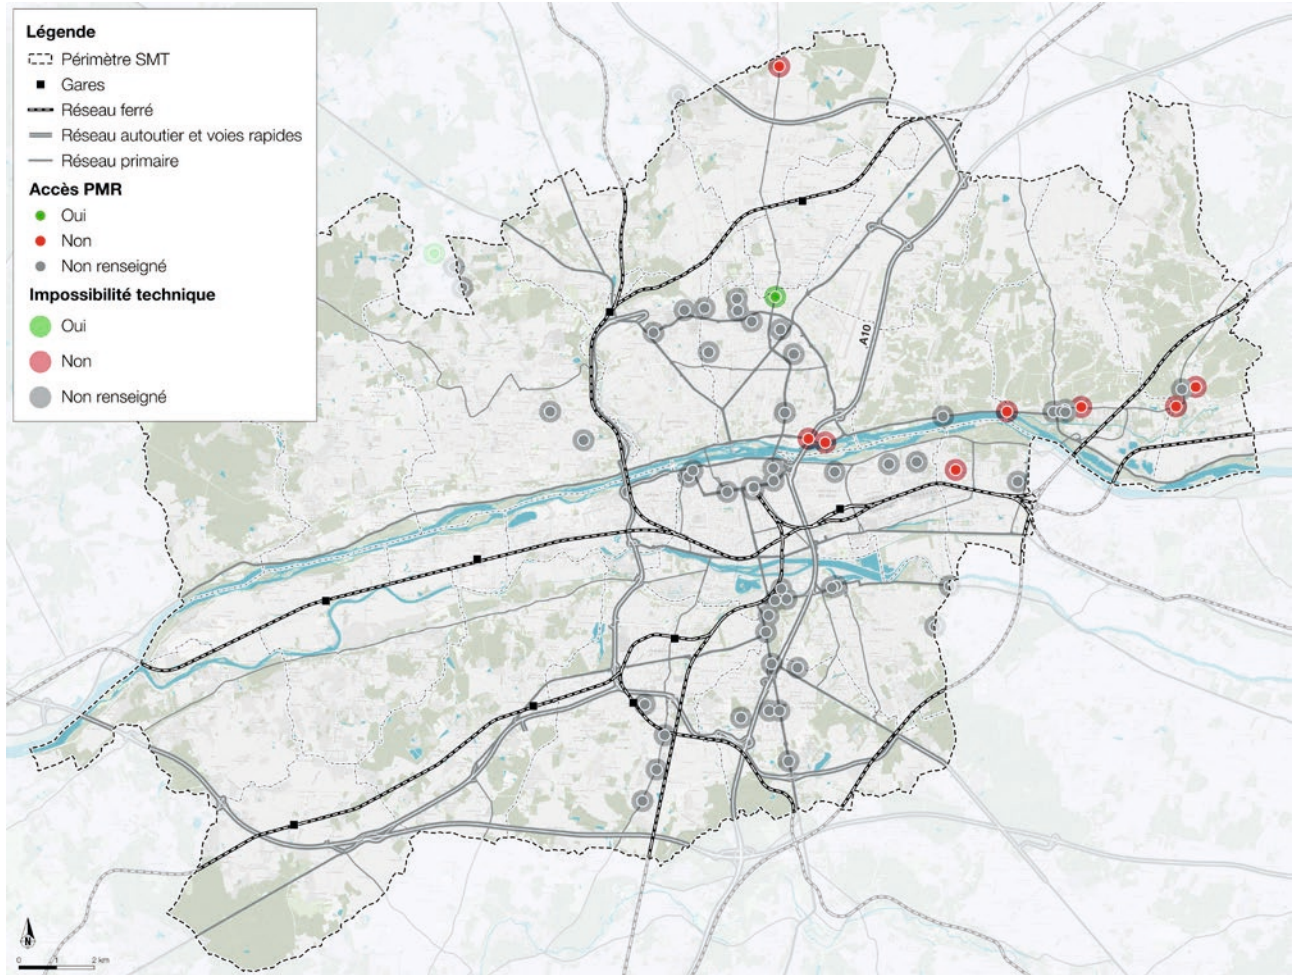 Légende
Périmètre SMT
Gares
Réseau ferré
Réseau autoutier et voies rapides
Réseau primaire
Accès PMR
Oui
Non
Non renseigné
Impossibilité technique
Oui
Non
Non renseigné
A10
N
0 1 2 km